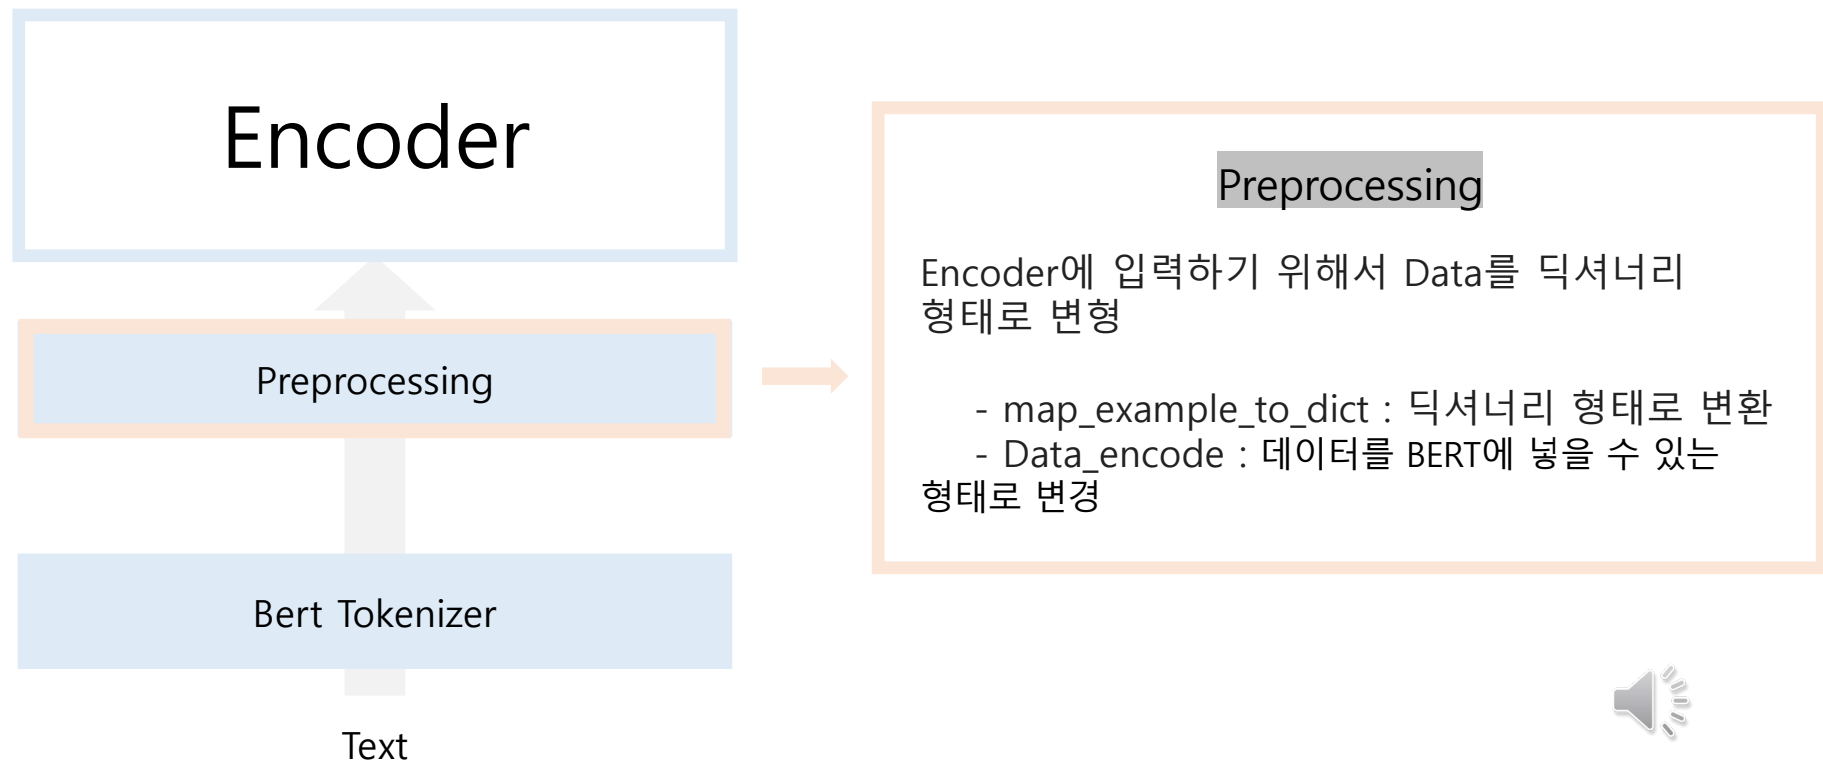 Encoder
Preprocessing
Bert Tokenizer
Text
Preprocessing
Encoder에 입력하기 위해서 Data를 딕셔너리
형태로 변형
- map_example_to_dict : 딕셔너리 형태로 변환
- Data_encode : 데이터를 BERT에 넣을 수 있는
형태로 변경